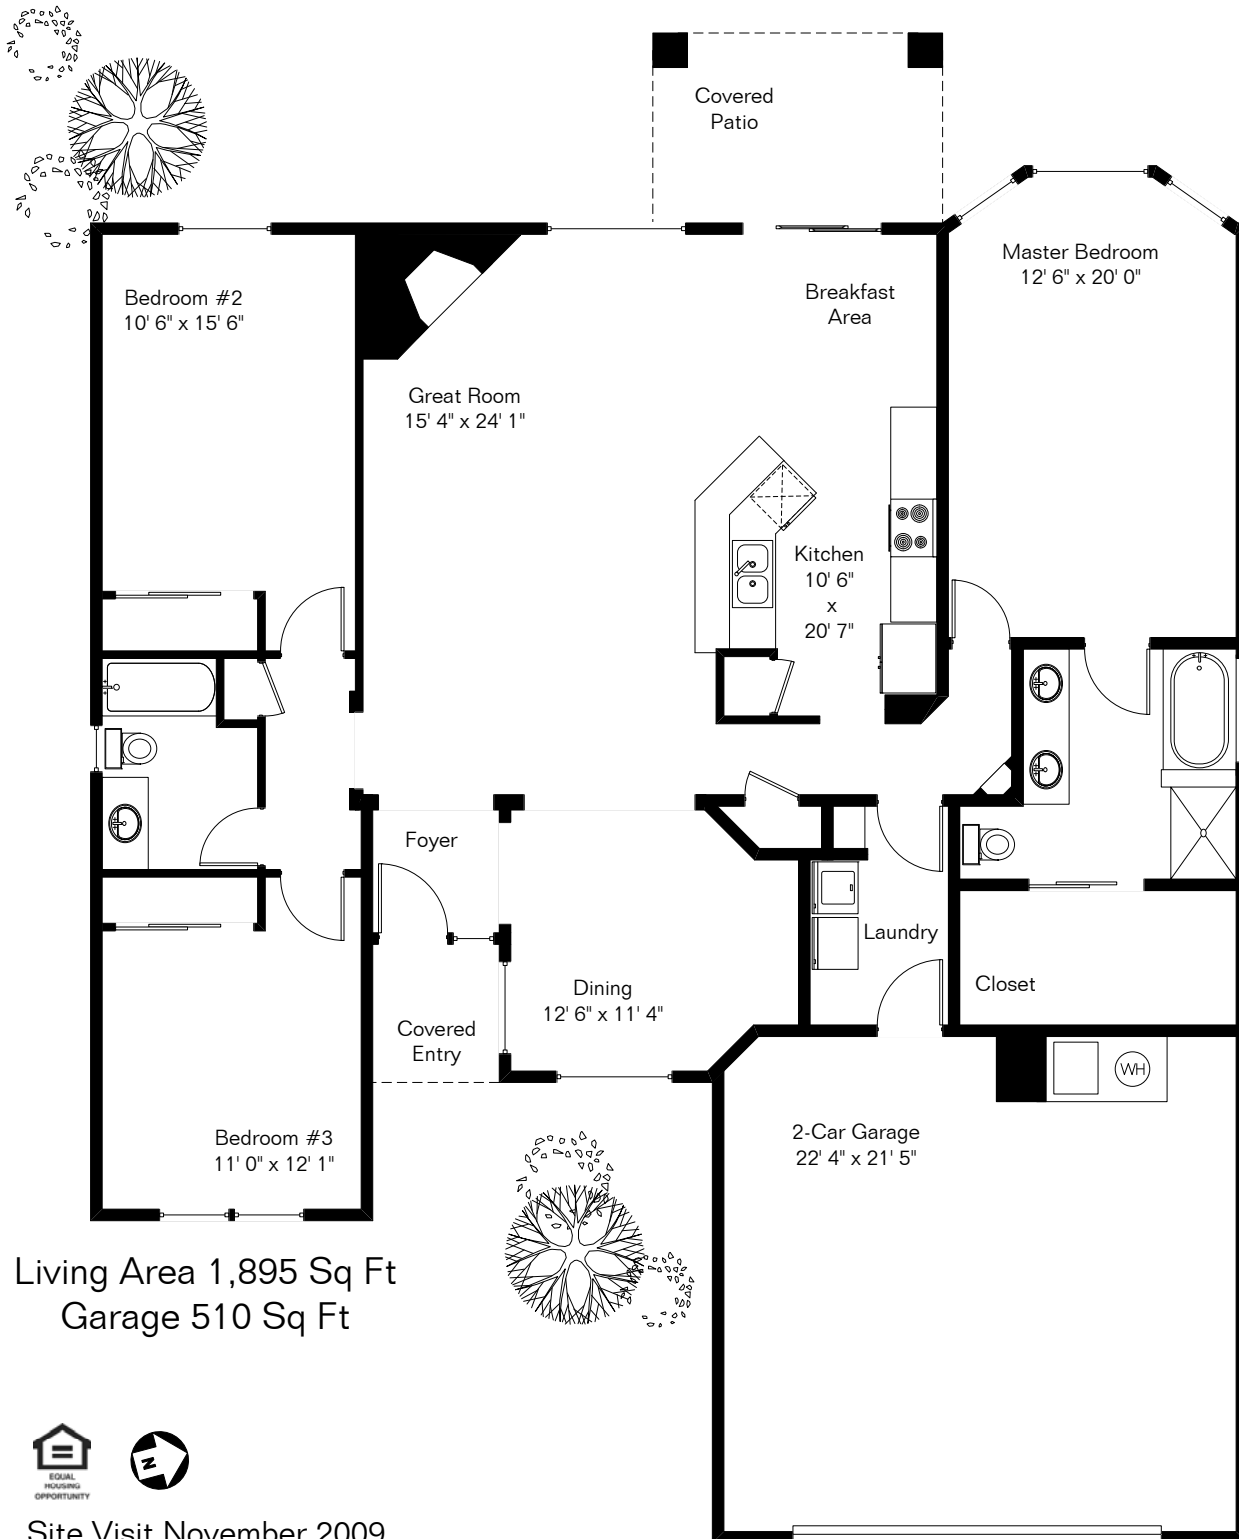 Covered
Patio
Master Bedroom
12' 6" x 20' 0"
Bedroom #2
10' 6" x 15' 6"
Breakfast
Area
Great Room
15' 4" x 24' 1"
Kitchen
10' 6"
x
20' 7"
Foyer
Laundry
Dining
12' 6" x 11' 4"
Closet
Covered
Entry
WH
Bedroom #3
11' 0" x 12' 1"
2-Car Garage
22' 4" x 21' 5"
Living Area 1,895 Sq Ft
Garage 510 Sq Ft
N
EQUAL
HOUSING
OPPORTUNITY
Site Visit November 2009